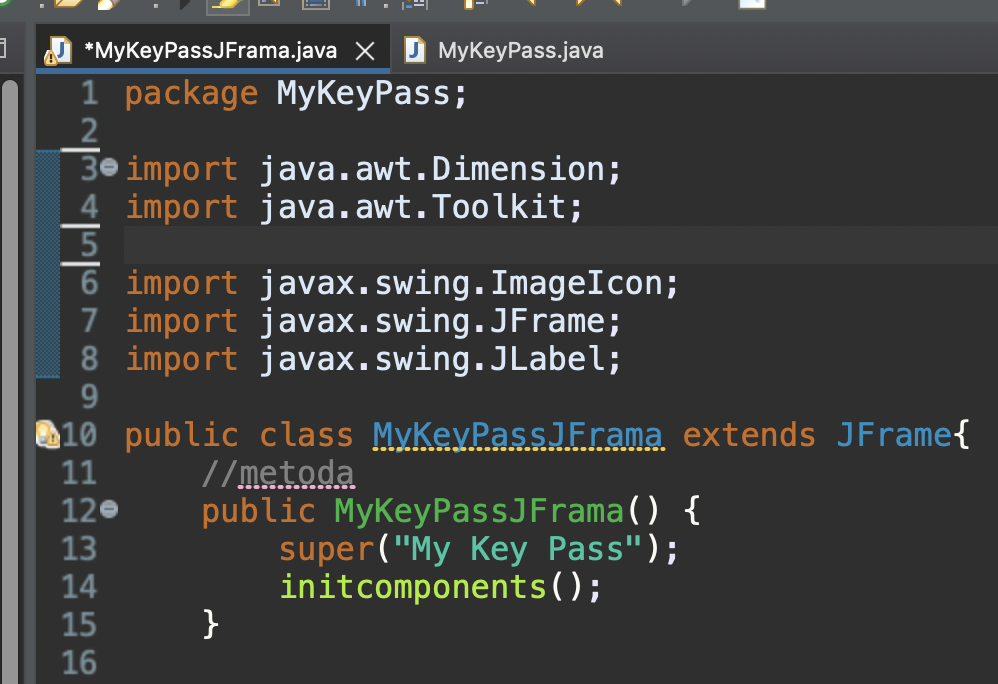 *MyKeyPassJFrama.java
MyKeyPass.java
1 package MyKeyPass;
2
3 import java.awt.Dimension;
4 import java.awt.Toolkit;
5
6 import javax.swing.ImageIcon;
7 import javax.swing.JFrame;
8 import javax.swing.JLabel;
9
10 public class MyKeyPassJFrama extends JFrame{
11 //metoda
12 public MyKeyPassJFrama() {
13 super("My Key Pass");
14 initcomponents();
15 }
16